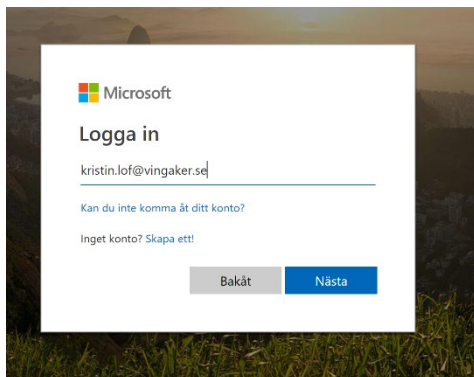 Microsoft
Logga in
kristin.lof@vingaker.se
Kan du inte komma åt ditt konto?
Inget konto? Skapa ett!
Bakåt
Nästa